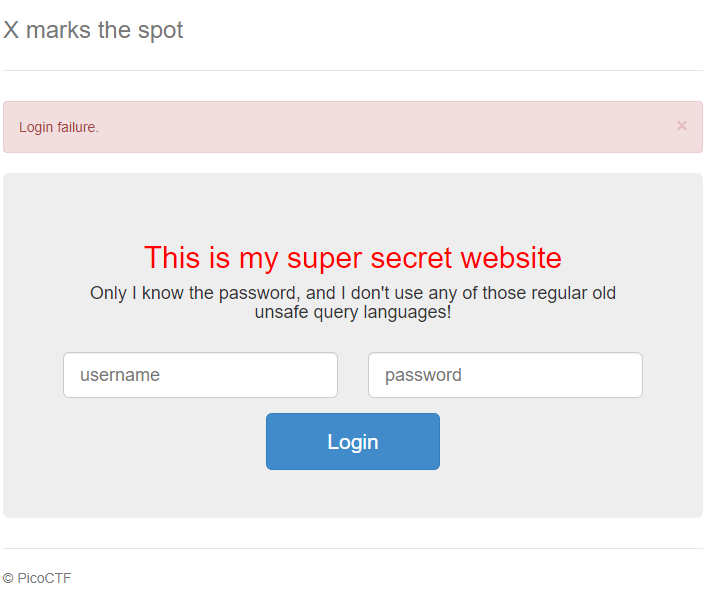 X marks the spot
Login failure.
×
This is my super secret website
Only I know the password, and I don't use any of those regular old
unsafe query languages!
username
password
Login
© PicoCTF